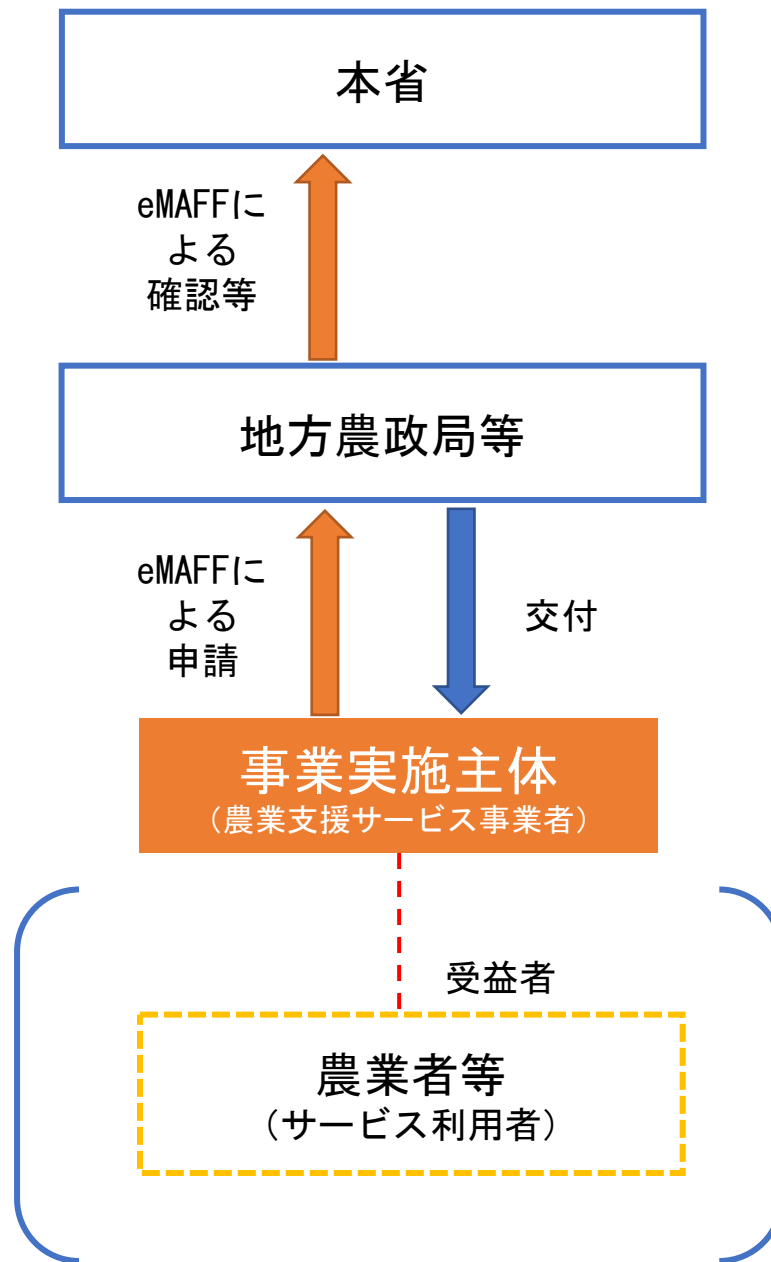 本省
eMAFFに
よる
確認等
地方農政局等
eMAFFに
よる
申請
交付
事業実施主体
（農業支援サービス事業者）
受益者
農業者等
（サービス利用者）